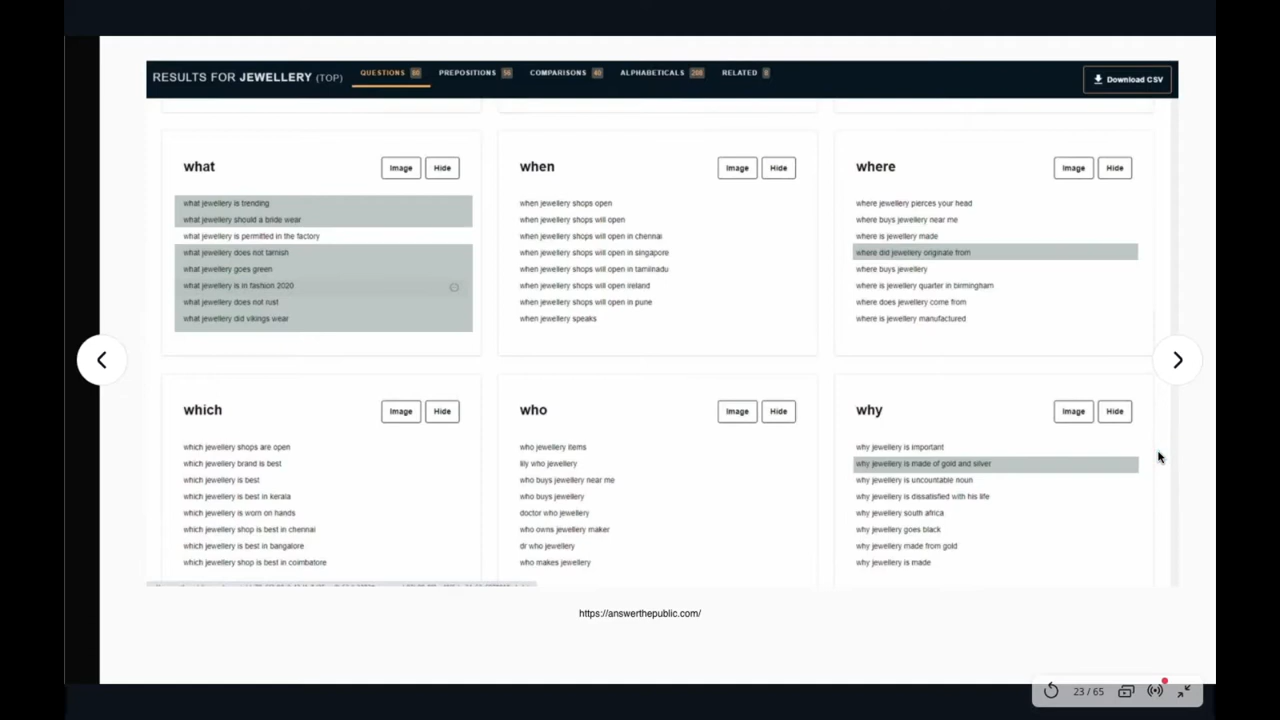 RESULTS FOR JEWELLERY (TOP)
QUESTIONS 80
PREPOSITIONS 56
COMPARISONS 40
ALPHABETICALS
RELATED
Download CSV
what
Image
Hide
what jewellery is trending
what jewellery should a bride wear
what jewellery is permitted in the factory
what jewellery does not tarnish
what jewellery goes green
what jewellery is in fashion 2020
what jewellery does not rust
what jewellery did vikings wear
when
Image
Hide
when jewellery shops open
when jewellery shops will open
when jewellery shops will open in chennai
when jewellery shops will open in singapore
when jewellery shops will open in tamilnadu
when jewellery shops will open ireland
when jewellery shops will open in pune
when jewellery speaks
where
Image
Hide
where jewellery pierces your head
where buys jewellery near me
where is jewellery made
where did jewellery originate from
where buys jewellery
where is jewellery quarter in birmingham
where does jewellery come from
where is jewellery manufactured
which
Image
Hide
which jewellery shops are open
which jewellery brand is best
which jewellery is best
which jewellery is best in kerala
which jewellery is worn on hands
which jewellery shop is best in chennai
which jewellery is best in bangalore
which jewellery shop is best in coimbatore
who
Image
Hide
who jewellery items
lily who jewellery
who buys jewellery near me
who buys jewellery
doctor who jewellery
who owns jewellery maker
dr who jewellery
who makes jewellery
why
Image
Hide
why jewellery is important
why jewellery is made of gold and silver
why jewellery is uncountable noun
why jewellery is dissatisfied with his life
why jewellery south africa
why jewellery goes black
why jewellery made from gold
why jewellery is made
https://answerthepublic.com/
23 / 65